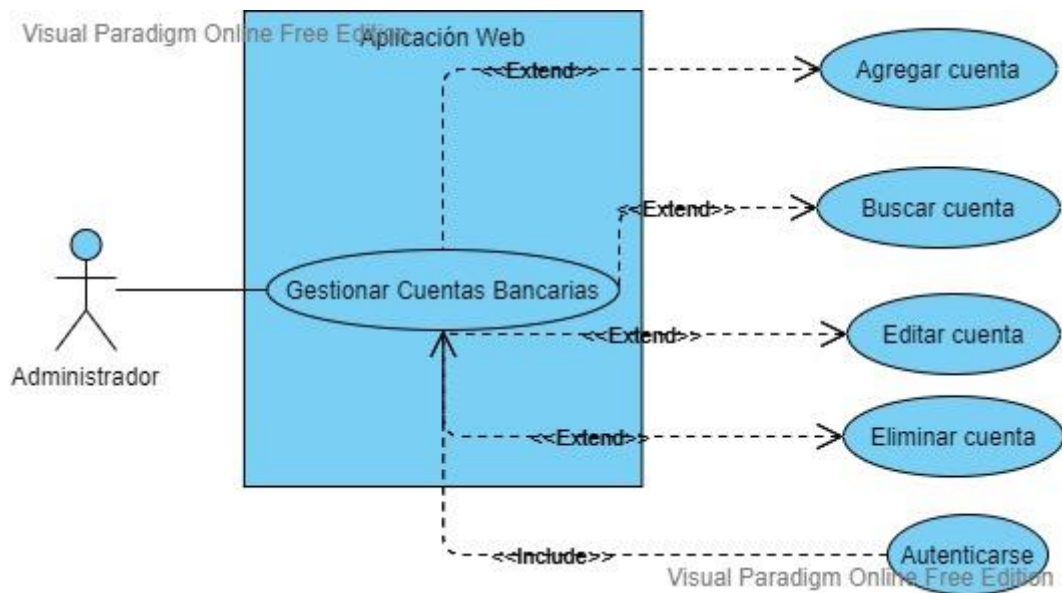 Visual Paradigm Online Free Edition
Aplicación Web
<<Extend>>
Agregar cuenta
<<Extend>>
Buscar cuenta
Gestionar Cuentas Bancarias
<<Extend>>
Editar cuenta
Administrador
<<Extend>>
Eliminar cuenta
<<Include>>
Autenticarse
Visual Paradigm Online Free Edition